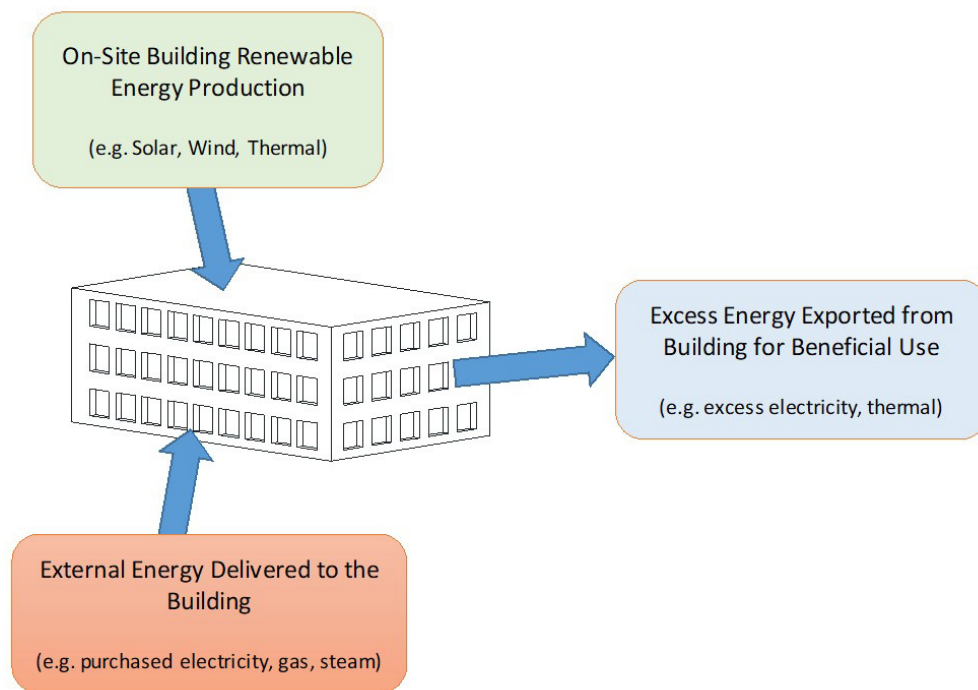 On-Site Building Renewable
Energy Production
(e.g. Solar, Wind, Thermal)
Excess Energy Exported from
Building for Beneficial Use
(e.g. excess electricity, thermal)
External Energy Delivered to the
Building
(e.g. purchased electricity, gas, steam)